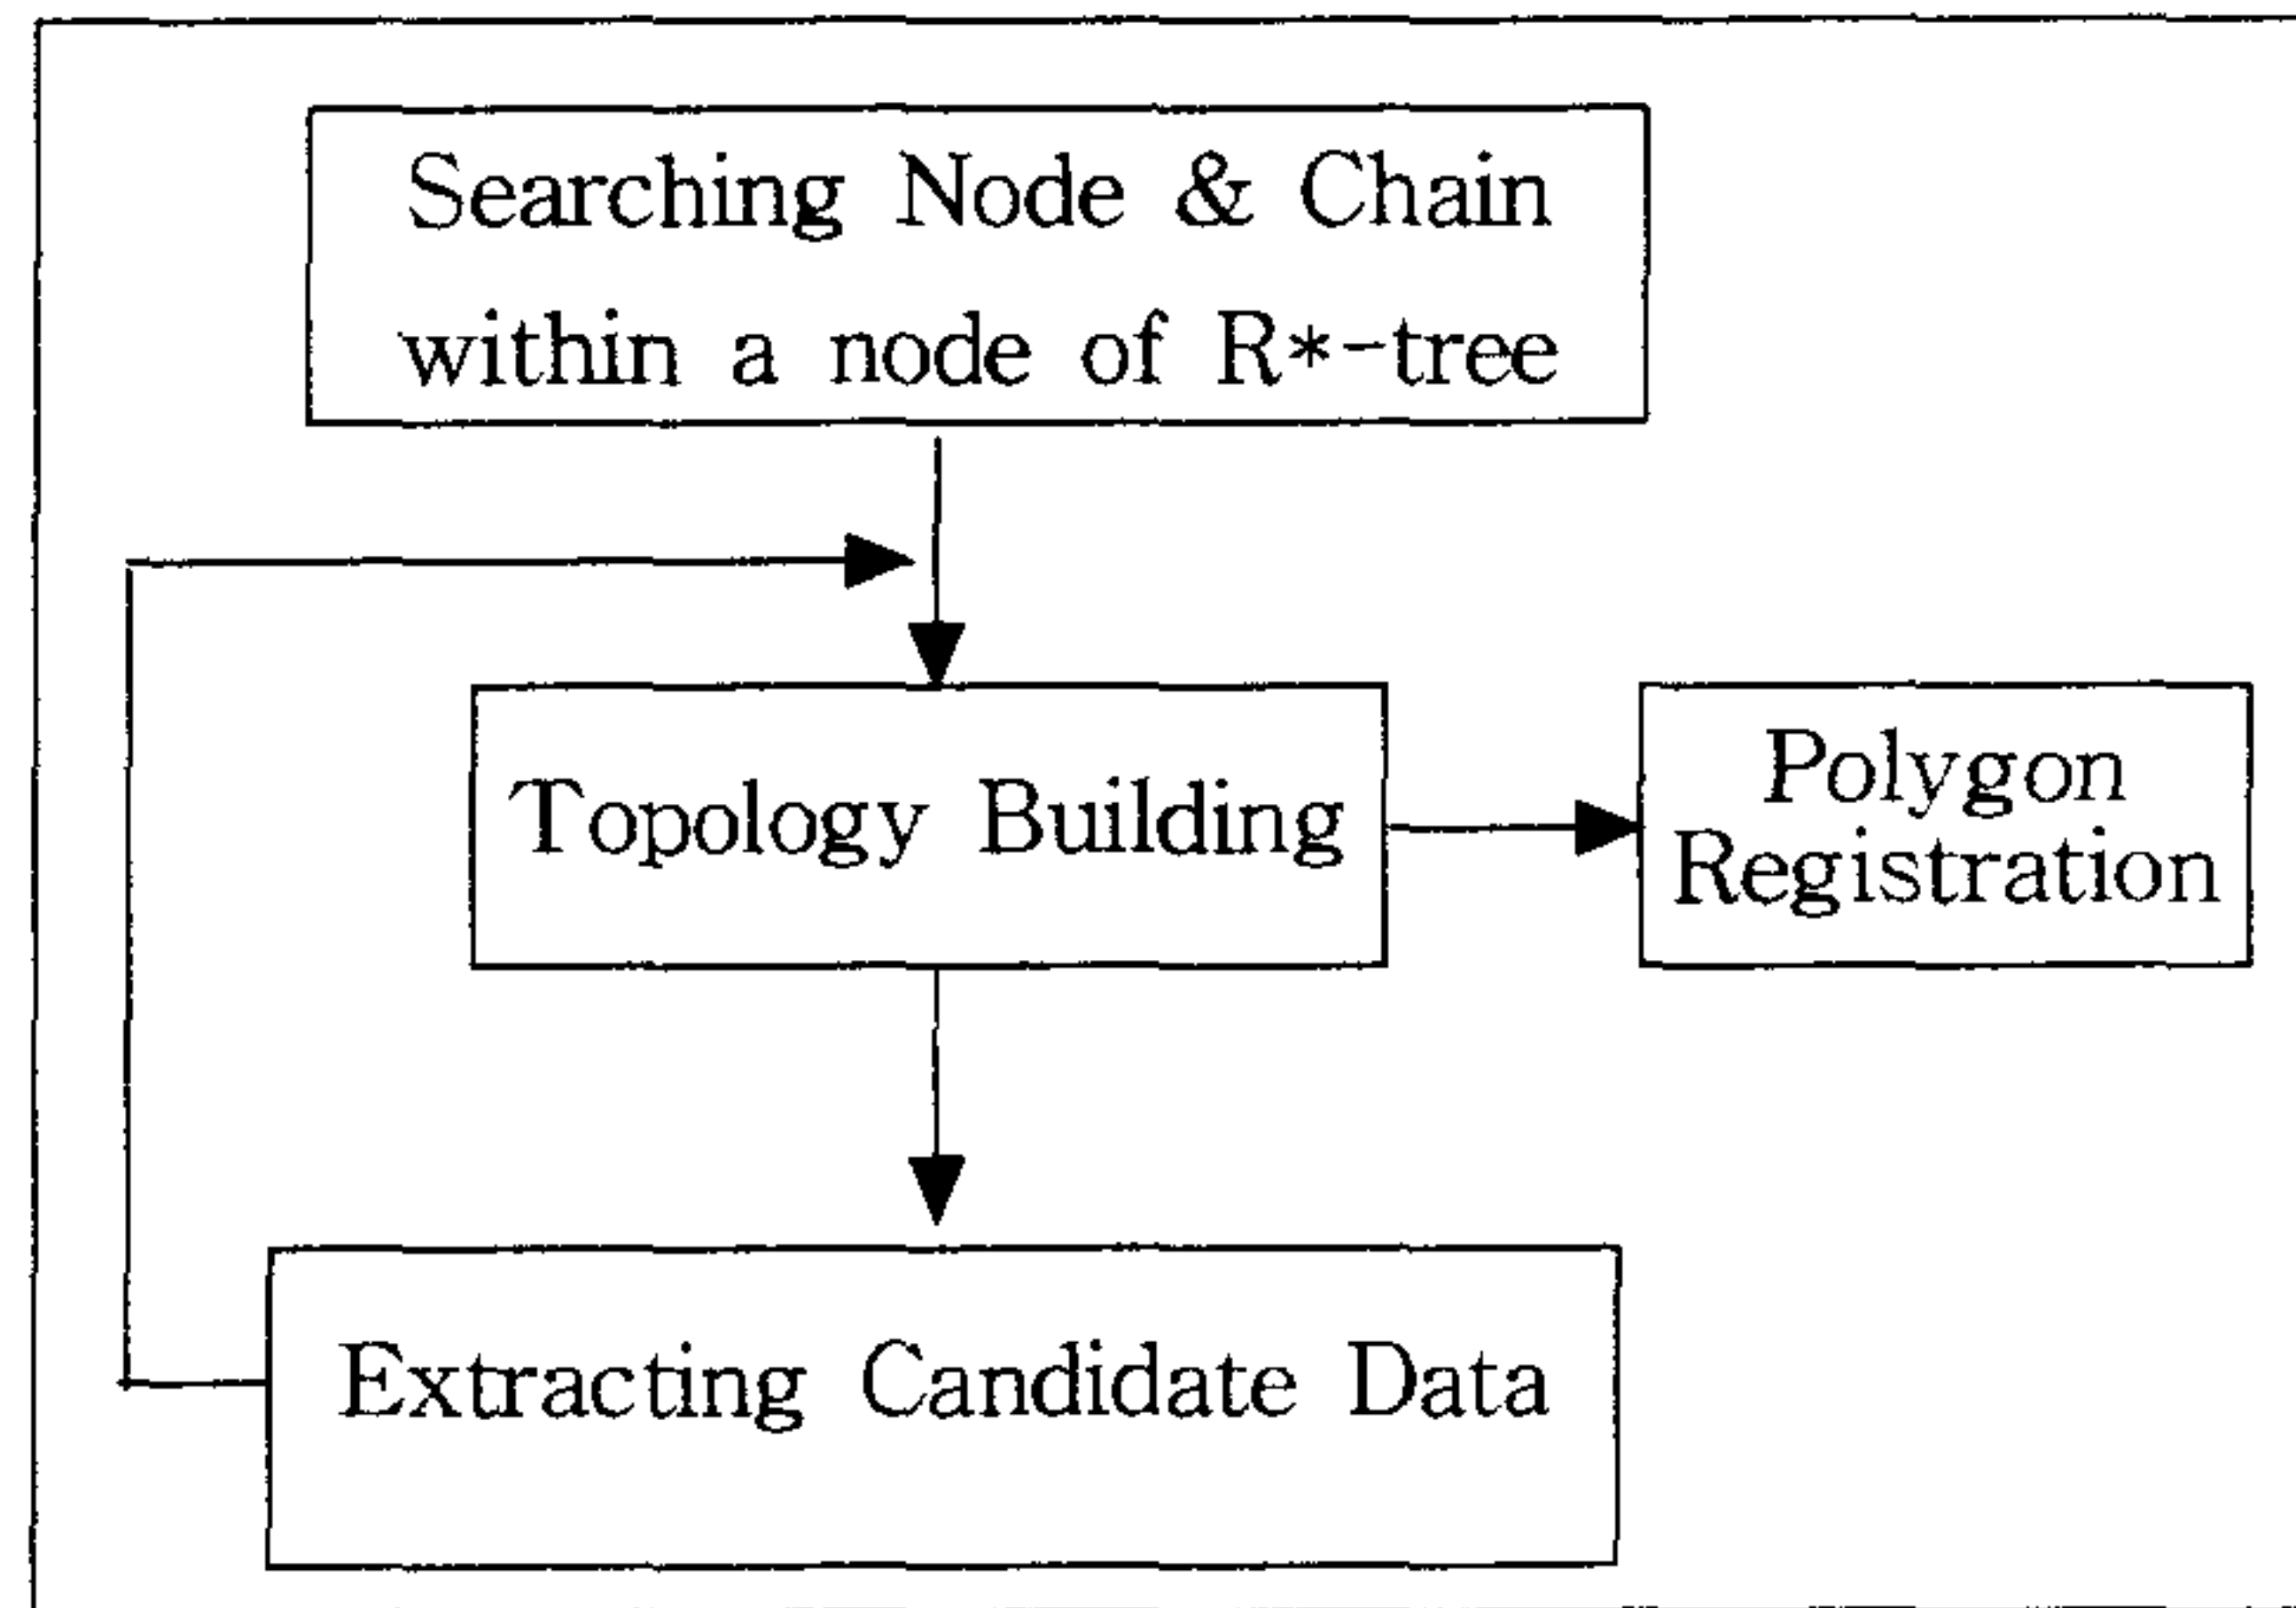 Searching Node & Chain
within a node of R*-tree
Topology Building
Polygon
Registration
Extracting Candidate Data